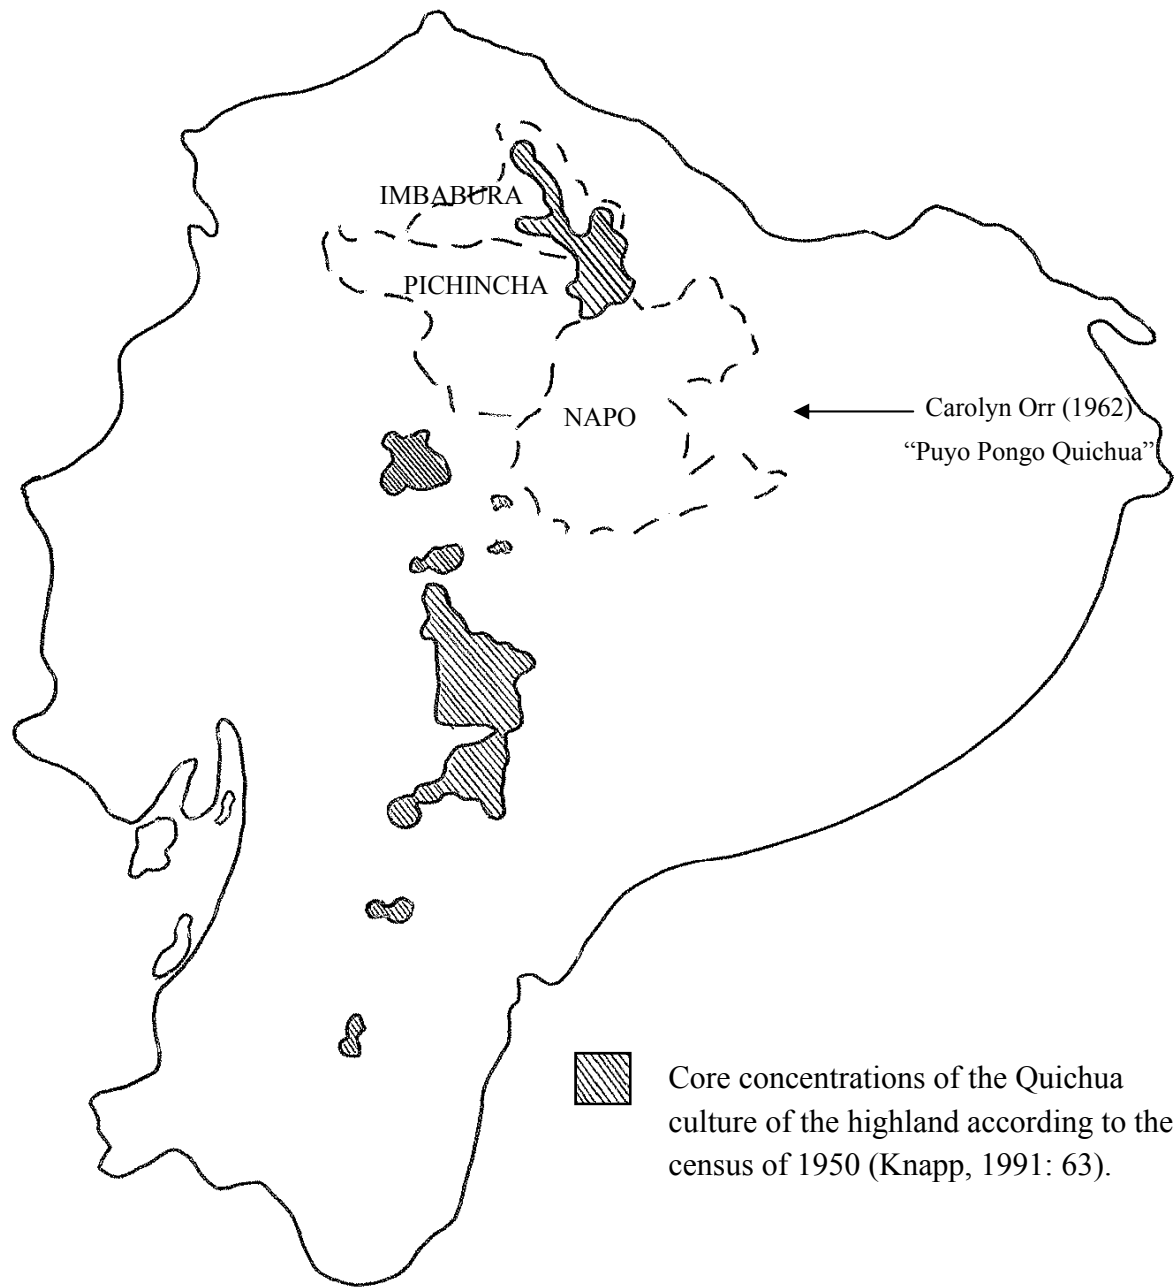 IMBABURA
PICHINCHA
NAPO
Carolyn Orr (1962)
“Puyo Pongo Quichua”
Core concentrations of the Quichua
culture of the highland according to the
census of 1950 (Knapp, 1991: 63).